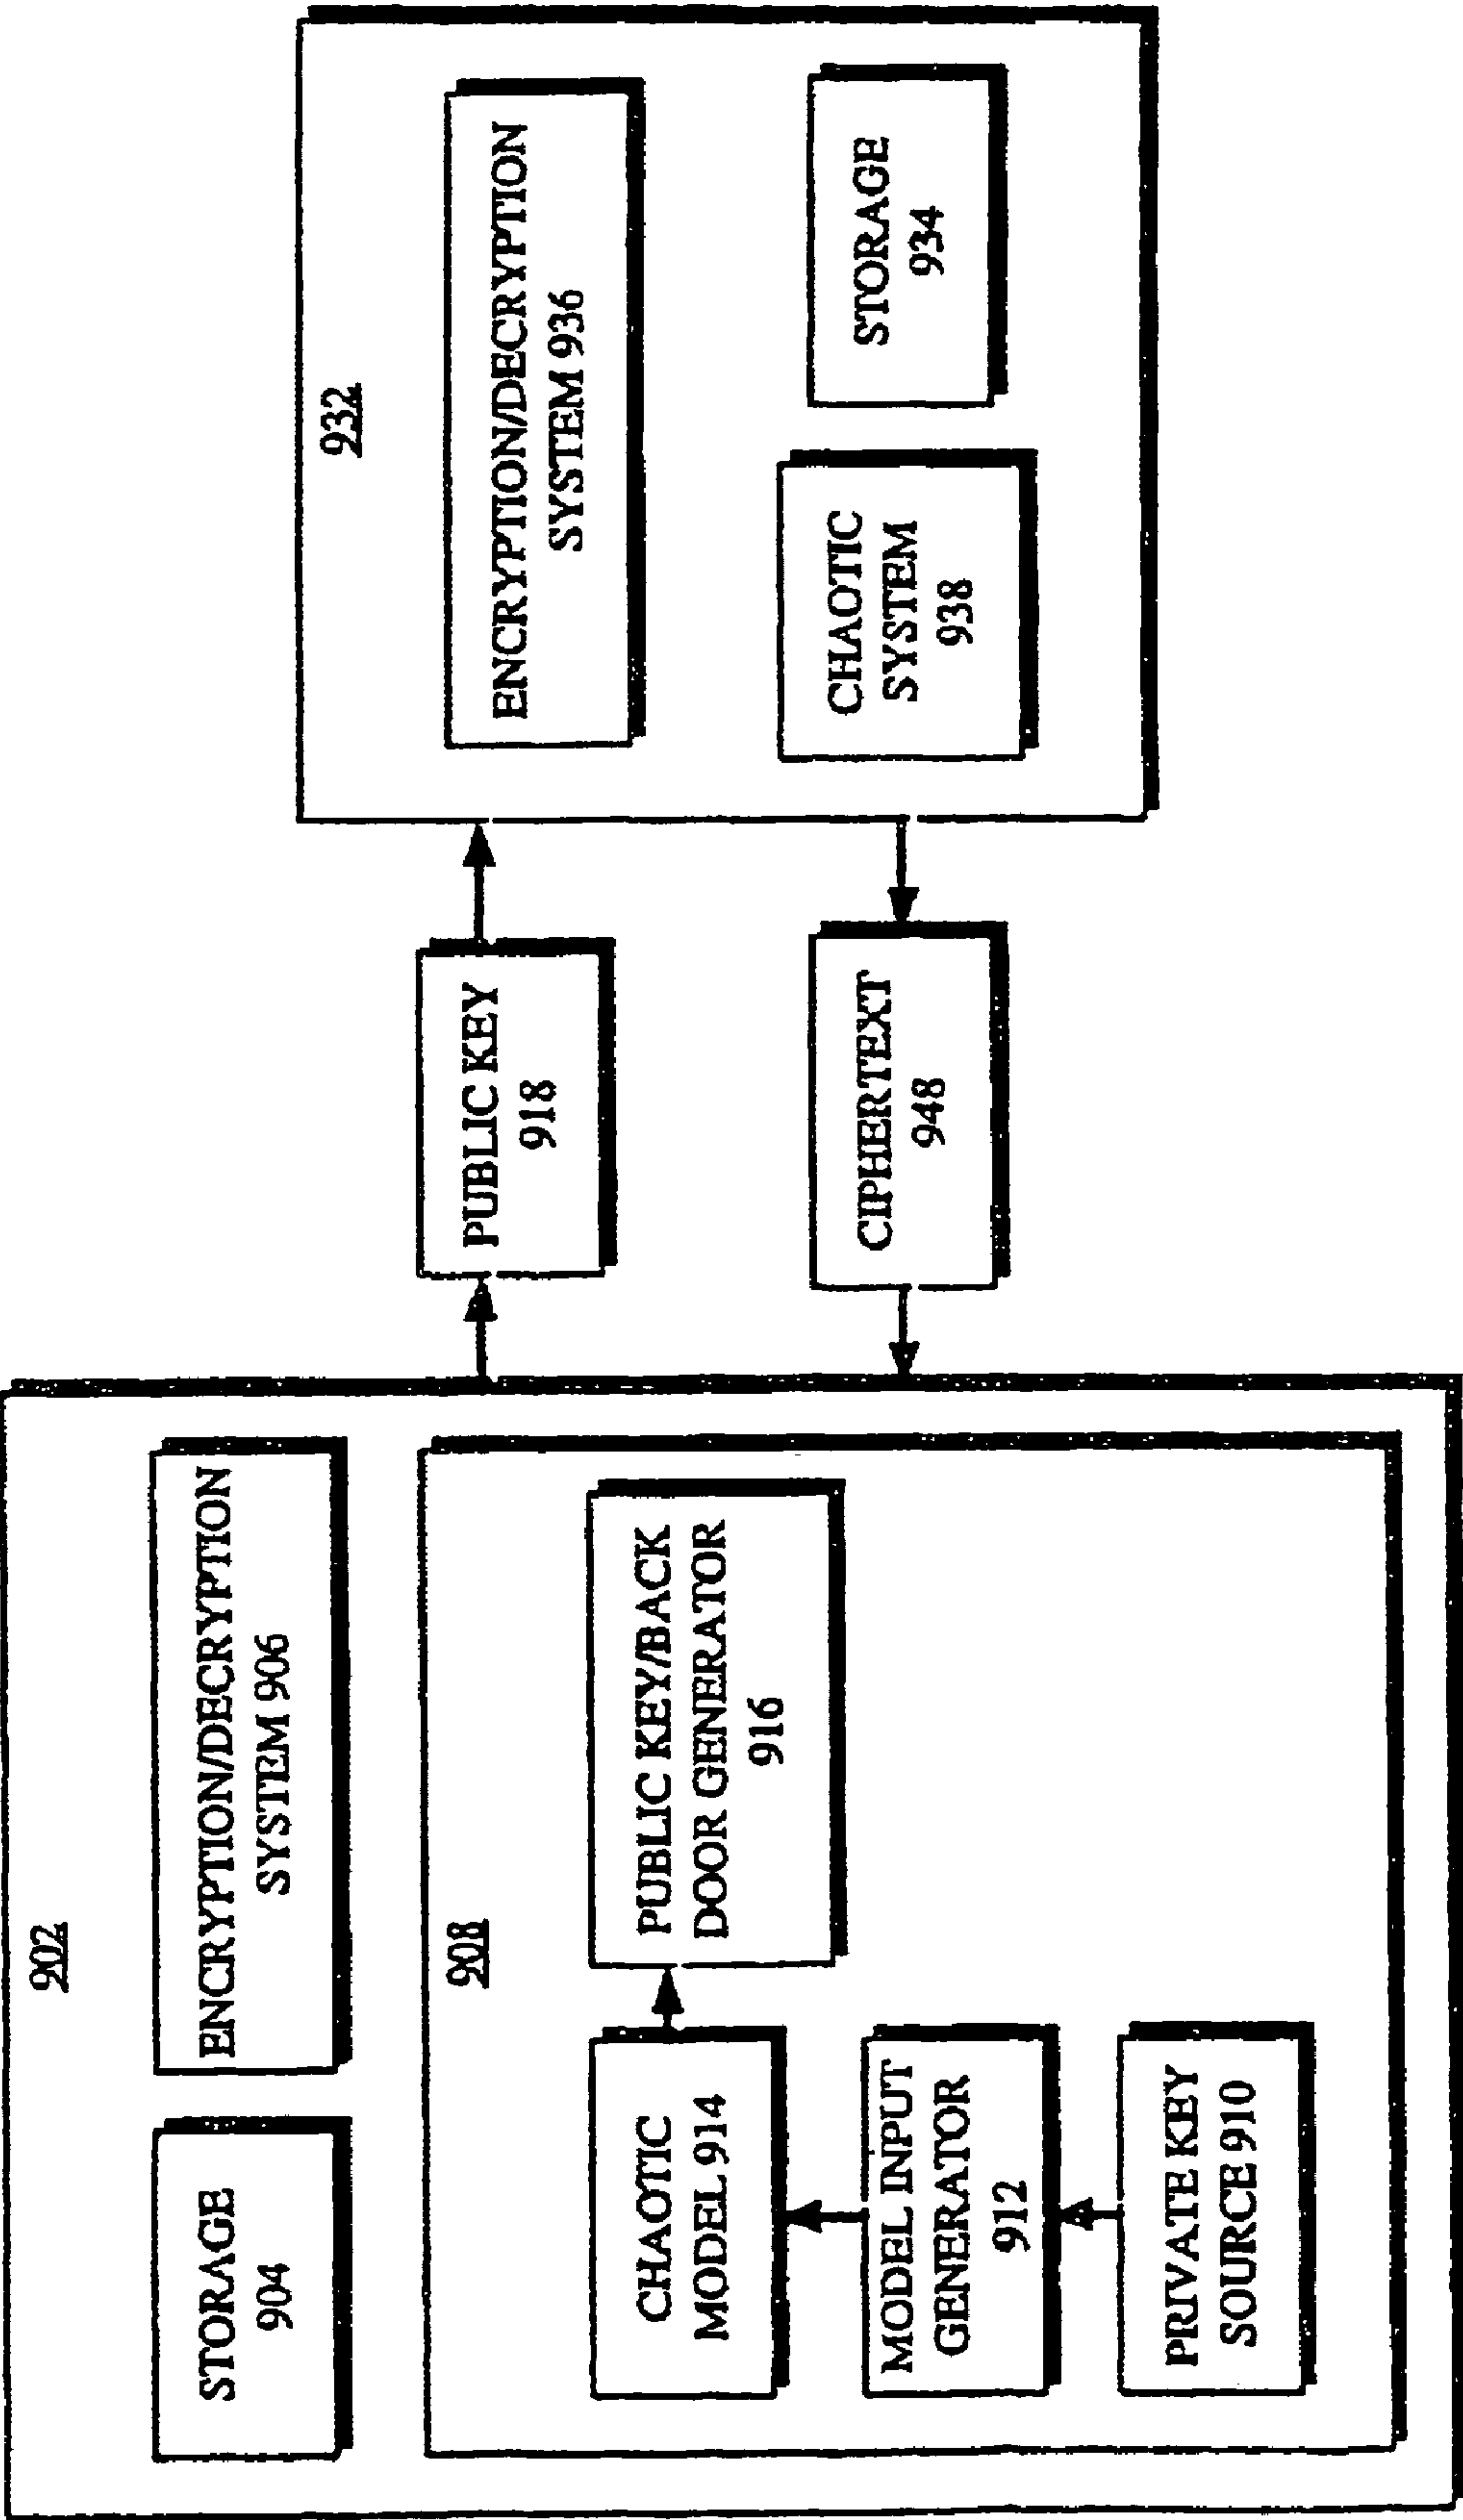 902
STORAGE
904
ENCRYPTION/DECRYPTION
SYSTEM 906
908
CHAOTIC
MODEL 914
PUBLIC KEY/BACK
DOOR GENERATOR
916
MODEL INPUT
GENERATOR
912
PRIVATE KEY
SOURCE 910
PUBLIC KEY
918
CIPHERTEXT
948
932
ENCRYPTION/DECRYPTION
SYSTEM 936
CHAOTIC
SYSTEM
938
STORAGE
934